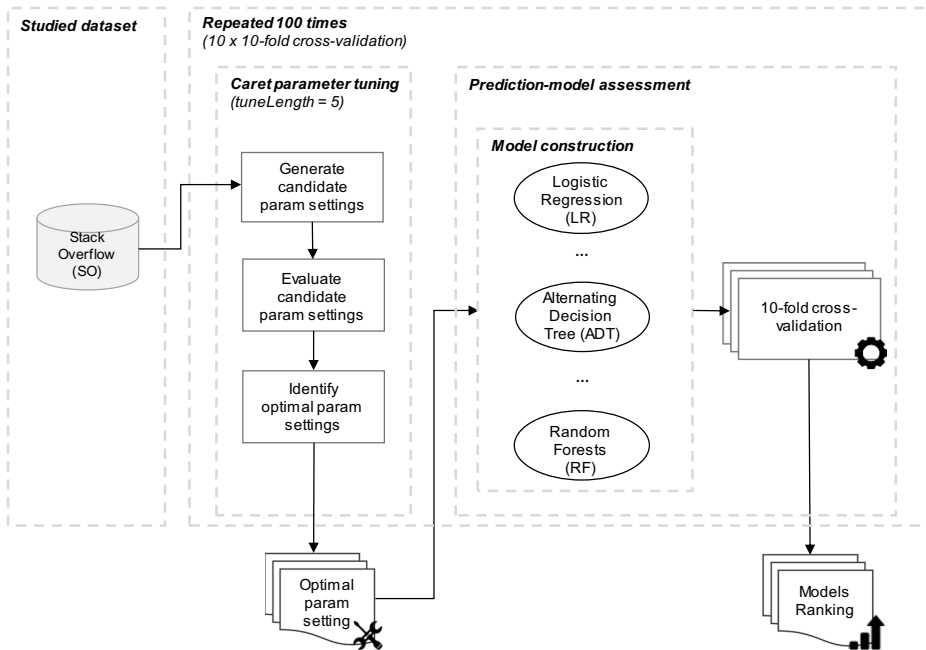 Studied dataset
Repeated 100 times
(10 x 10-fold cross-validation)
Caret parameter tuning
(tuneLength = 5)
Prediction-model assessment
Model construction
Generate
candidate
param settings
Logistic
Regression
(LR)
...
Stack
Overflow
(SO)
Evaluate
candidate
param settings
Alternating
Decision
Tree (ADT)
10-fold cross-
validation
...
Identify
optimal param
settings
Random
Forests
(RF)
Optimal
param
setting
Models
Ranking